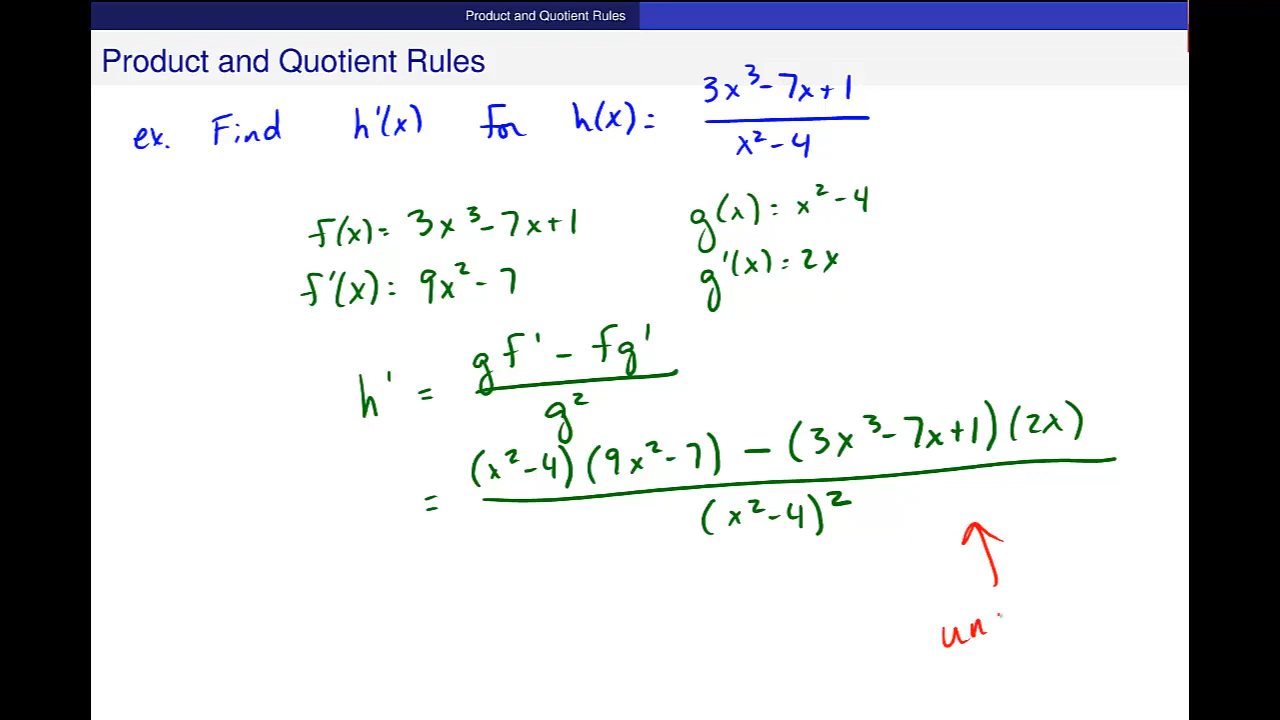 Product and Quotient Rules
Product and Quotient Rules
ex. Find h'(x) for h(x) = (3x³ - 7x + 1) / (x² - 4)
f(x) = 3x³ - 7x + 1
g(x) = x² - 4
f'(x) = 9x² - 7
g'(x) = 2x
h' = (gf' - fg') / g²
= ((x² - 4)(9x² - 7) - (3x³ - 7x + 1)(2x)) / (x² - 4)²
un